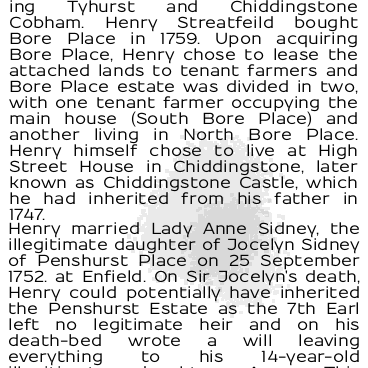 ing Tyhurst and Chiddingstone
Cobham. Henry Streatfeild bought
Bore Place in 1759. Upon acquiring
Bore Place, Henry chose to lease the
attached lands to tenant farmers and
Bore Place estate was divided in two,
with one tenant farmer occupying the
main house (South Bore Place) and
another living in North Bore Place.
Henry himself chose to live at High
Street House in Chiddingstone, later
known as Chiddingstone Castle, which
he had inherited from his father in
1747.
Henry married Lady Anne Sidney, the
illegitimate daughter of Jocelyn Sidney
of Penshurst Place on 25 September
1752. at Enfield. On Sir Jocelyn's death,
Henry could potentially have inherited
the Penshurst Estate as the 7th Earl
left no legitimate heir and on his
death-bed wrote a will leaving
everything to his 14-year-old